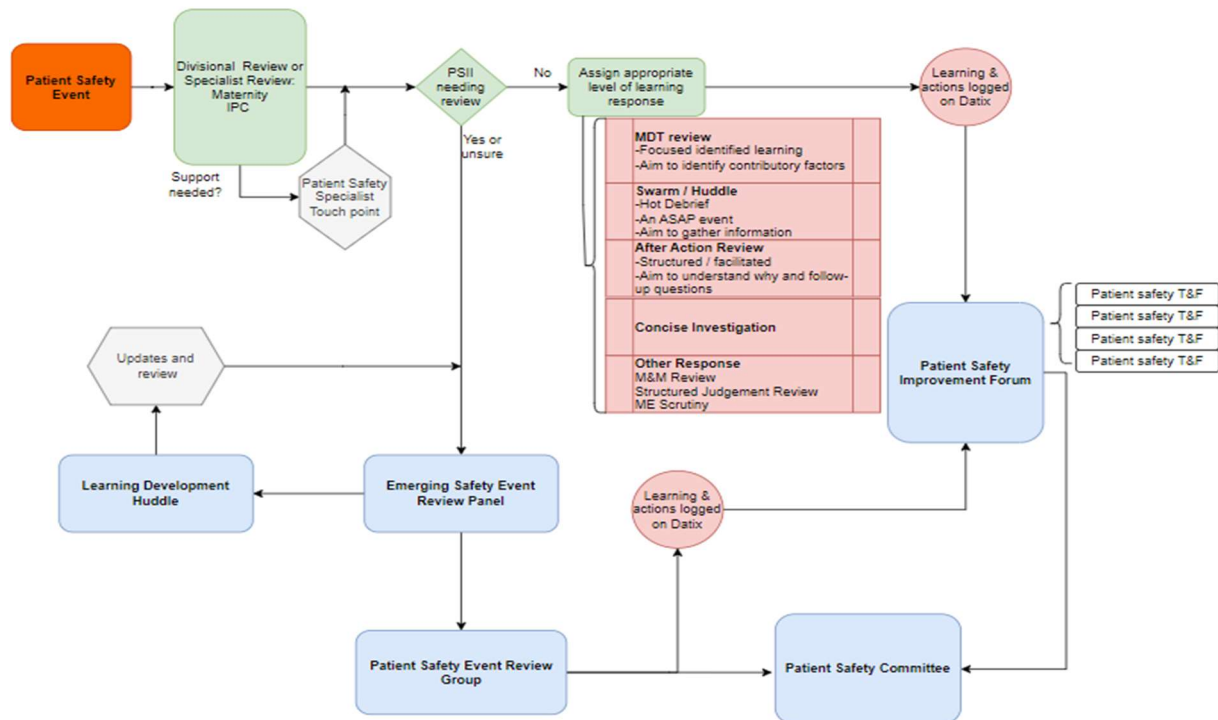 Patient Safety
Event
Divisional Review or
Specialist Review:
Maternity
IPC
Support
needed?
Patient Safety
Specialist
Touch point
PSII
needing
review
No
Yes or
unsure
Assign appropriate
level of learning
response
Learning &
actions logged
on Datix
MDT review
-Focused identified learning
-Aim to identify contributory factors
Swarm / Huddle
-Hot Debrief
-An ASAP event
-Aim to gather information
After Action Review
-Structured / facilitated
-Aim to understand why and follow-
up questions
Concise Investigation
Other Response
M&M Review
Structured Judgement Review
ME Scrutiny
Patient Safety
Improvement Forum
Patient safety T&F
Patient safety T&F
Patient safety T&F
Patient safety T&F
Updates and
review
Learning Development
Huddle
Emerging Safety Event
Review Panel
Learning &
actions logged
on Datix
Patient Safety Event Review
Group
Patient Safety Committee